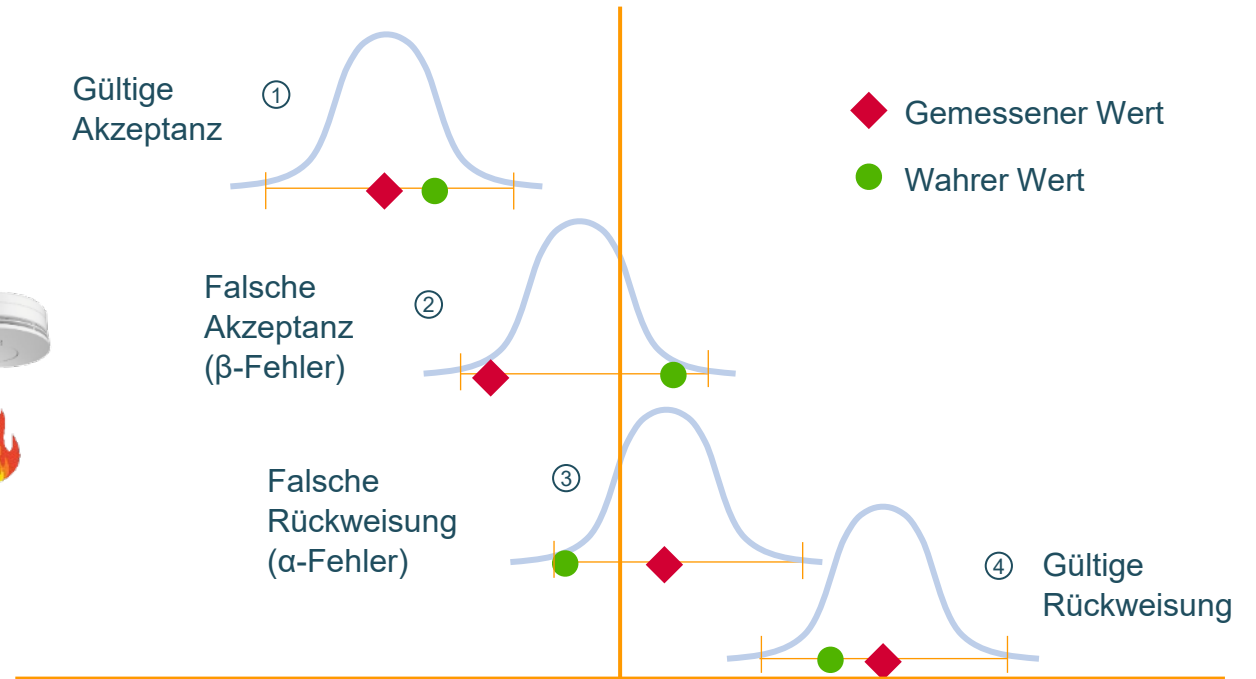 Gültige
Akzeptanz
①
Gemessener Wert
Wahrer Wert
Falsche
Akzeptanz
(β-Fehler)
②
Falsche
Rückweisung
(α-Fehler)
③
④
Gültige
Rückweisung